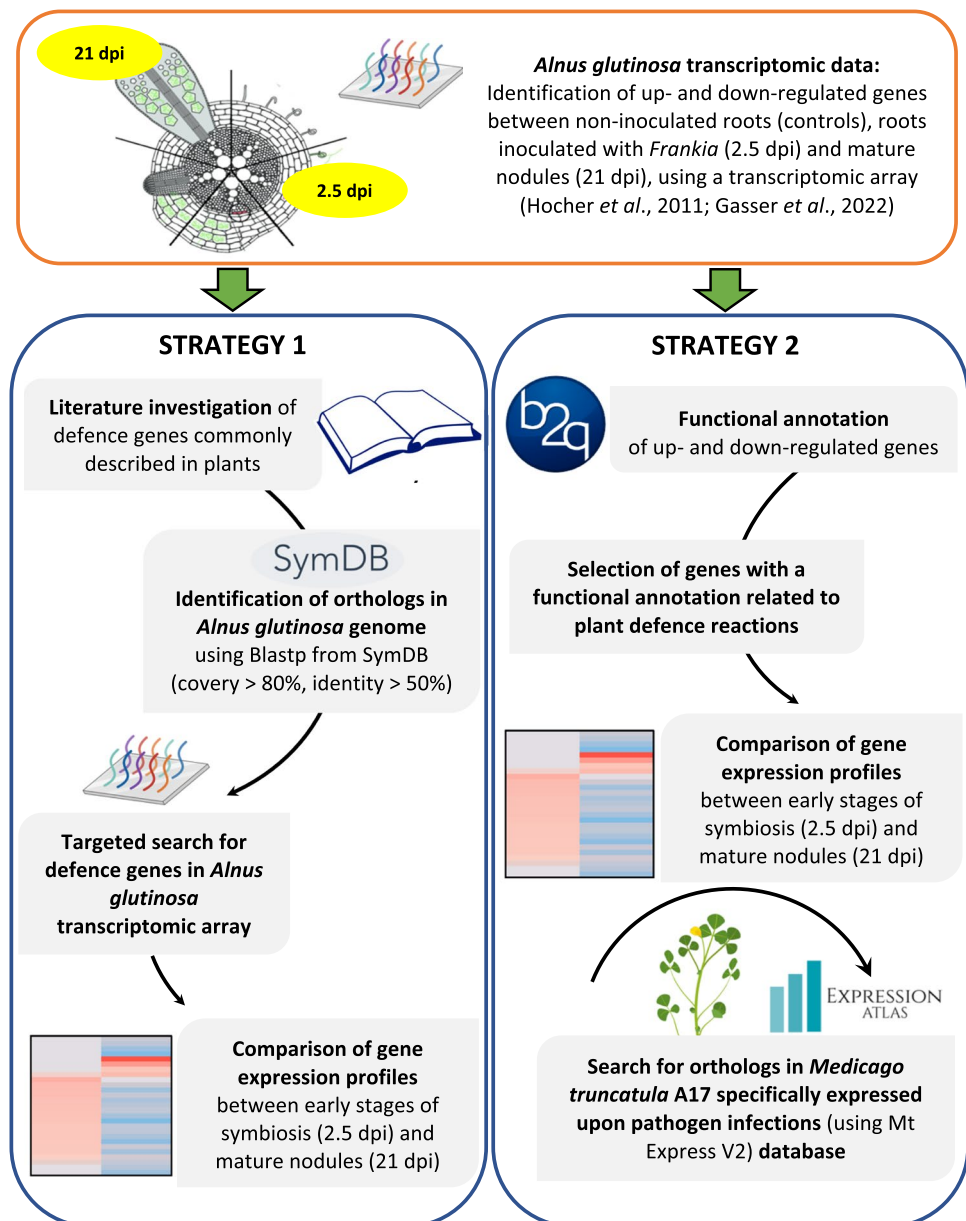 21 dpi
2.5 dpi
Alnus glutinosa transcriptomic data:
Identification of up- and down-regulated genes
between non-inoculated roots (controls), roots
inoculated with Frankia (2.5 dpi) and mature
nodules (21 dpi), using a transcriptomic array
(Hocher et al., 2011; Gasser et al., 2022)
STRATEGY 1
Literature investigation of
defence genes commonly
described in plants
SymDB
Identification of orthologs in
Alnus glutinosa genome
using Blastp from SymDB
(covery > 80%, identity > 50%)
Targeted search for
defence genes in Alnus
glutinosa
transcriptomic array
Comparison of gene
expression profiles
between early stages of
symbiosis (2.5 dpi) and
mature nodules (21 dpi)
STRATEGY 2
b2g
Functional annotation
of up- and down-regulated genes
Selection of genes with a
functional annotation related to
plant defence reactions
Comparison of gene
expression profiles
between early stages of
symbiosis (2.5 dpi) and
mature nodules (21 dpi)
EXPRESSION
ATLAS
Search for orthologs in Medicago
truncatula A17 specifically expressed
upon pathogen infections (using Mt
Express V2) database